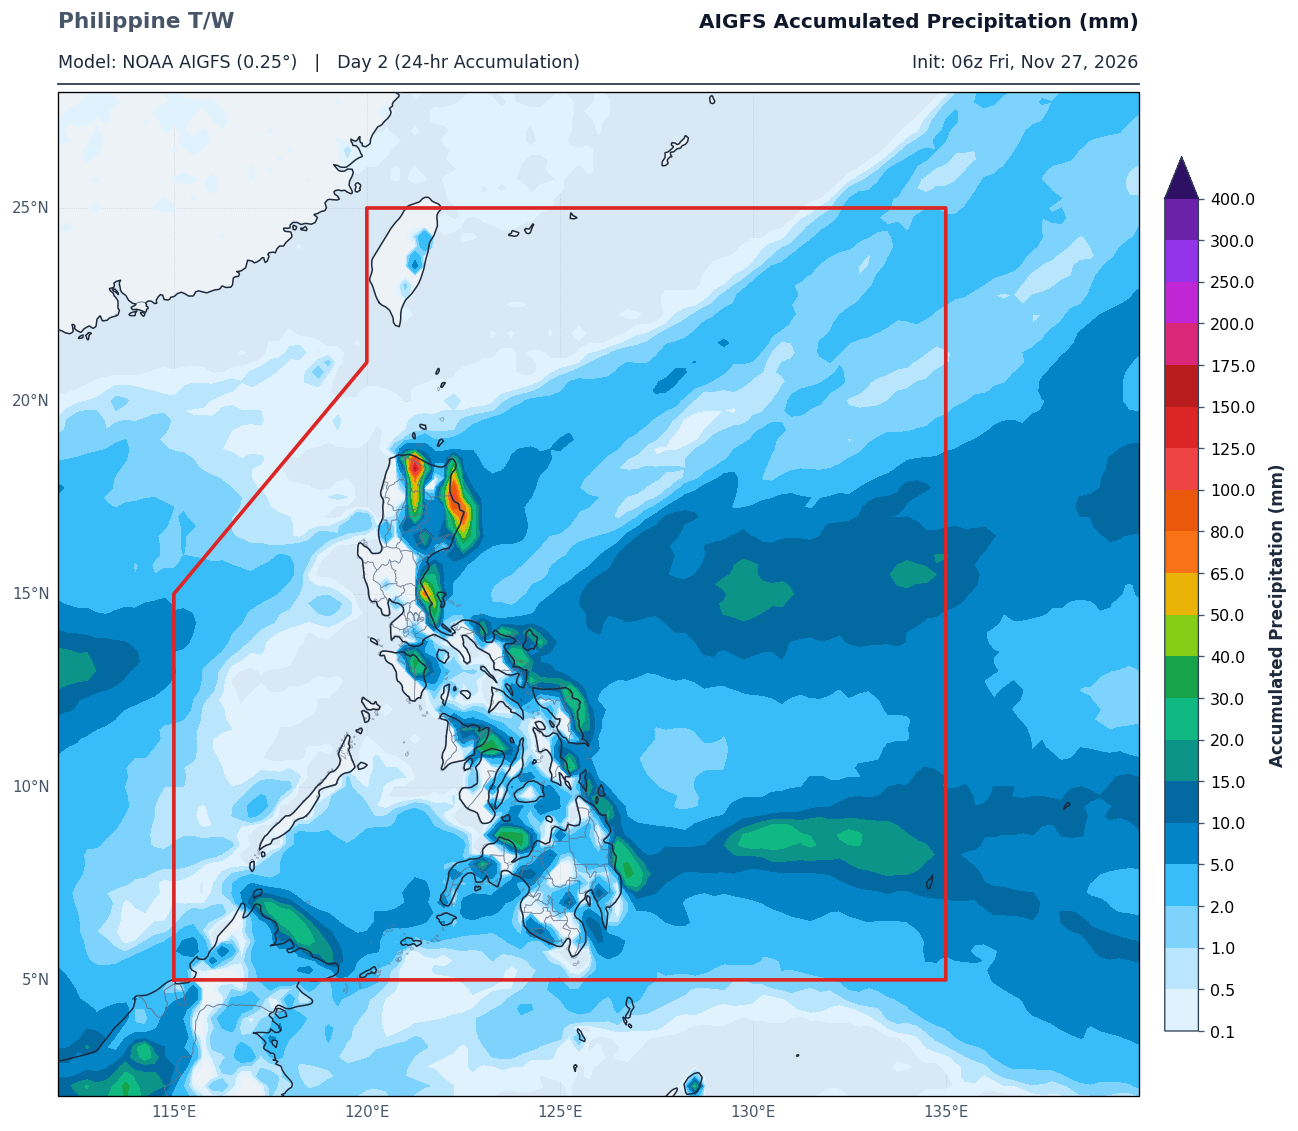 Philippine T/W
AIGFS Accumulated Precipitation (mm)
Model: NOAA AIGFS (0.25°)   |   Day 2 (24-hr Accumulation)
Init: 06z Fri, Nov 27, 2026
25°N
20°N
15°N
10°N
5°N
115°E
120°E
125°E
130°E
135°E
400.0
300.0
250.0
200.0
175.0
150.0
125.0
100.0
80.0
65.0
50.0
40.0
30.0
20.0
15.0
10.0
5.0
2.0
1.0
0.5
0.1
Accumulated Precipitation (mm)